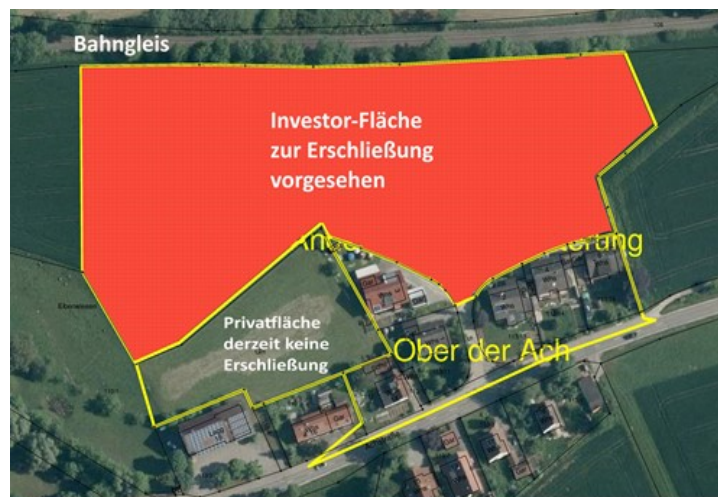 Bahngleis
Investor-Fläche
zur Erschließung
vorgesehen
Privatfläche
derzeit keine
Erschließung
Ober der Ach